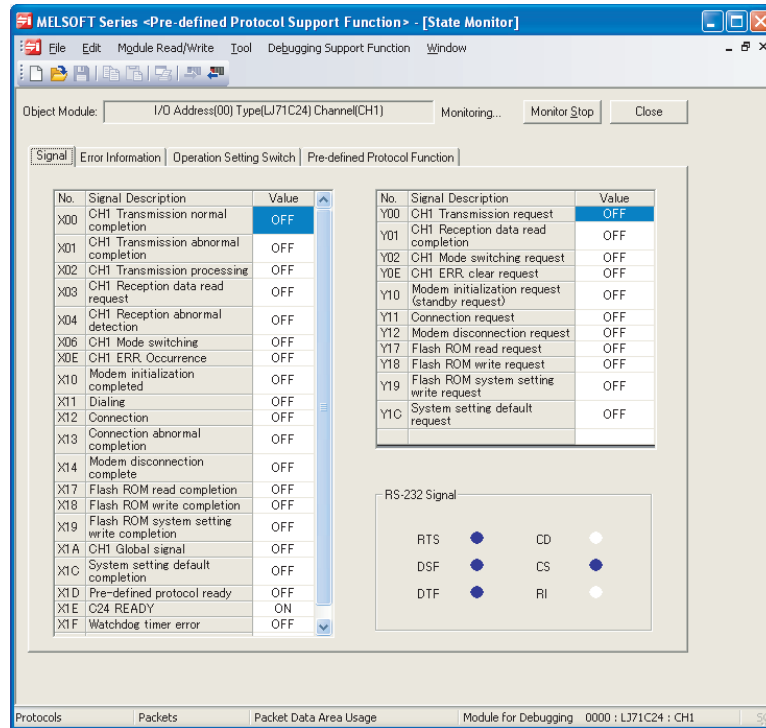 MELSOFT Series <Pre-defined Protocol Support Function> - [State Monitor]
File Edit Module Read/Write Tool Debugging Support Function Window
Object Module: I/O Address(00) Type(LJ71C24) Channel(CH1) Monitoring... Monitor Stop Close
Signal Error Information Operation Setting Switch Pre-defined Protocol Function
No. Signal Description Value
X00 CH1 Transmission normal completion OFF
X01 CH1 Transmission abnormal completion OFF
X02 CH1 Transmission processing OFF
X03 CH1 Reception data read request OFF
X04 CH1 Reception abnormal detection OFF
X06 CH1 Mode switching OFF
X0E CH1 ERR. Occurrence OFF
X10 Modem initialization completed OFF
X11 Dialing OFF
X12 Connection OFF
X13 Connection abnormal completion OFF
X14 Modem disconnection complete OFF
X17 Flash ROM read completion OFF
X18 Flash ROM write completion OFF
X19 Flash ROM system setting write completion OFF
X1A CH1 Global signal OFF
X1C System setting default completion OFF
X1D Pre-defined protocol ready OFF
X1E C24 READY ON
X1F Watchdog timer error OFF
No. Signal Description Value
Y00 CH1 Transmission request OFF
Y01 CH1 Reception data read completion OFF
Y02 CH1 Mode switching request OFF
Y0E CH1 ERR. clear request OFF
Y10 Modem initialization request (standby request) OFF
Y11 Connection request OFF
Y12 Modem disconnection request OFF
Y17 Flash ROM read request OFF
Y18 Flash ROM write request OFF
Y19 Flash ROM system setting write request OFF
Y1C System setting default request OFF
RS-232 Signal
RTS CD
DSF CS
DTF RI
Protocols Packets Packet Data Area Usage Module for Debugging 0000 : LJ71C24 : CH1